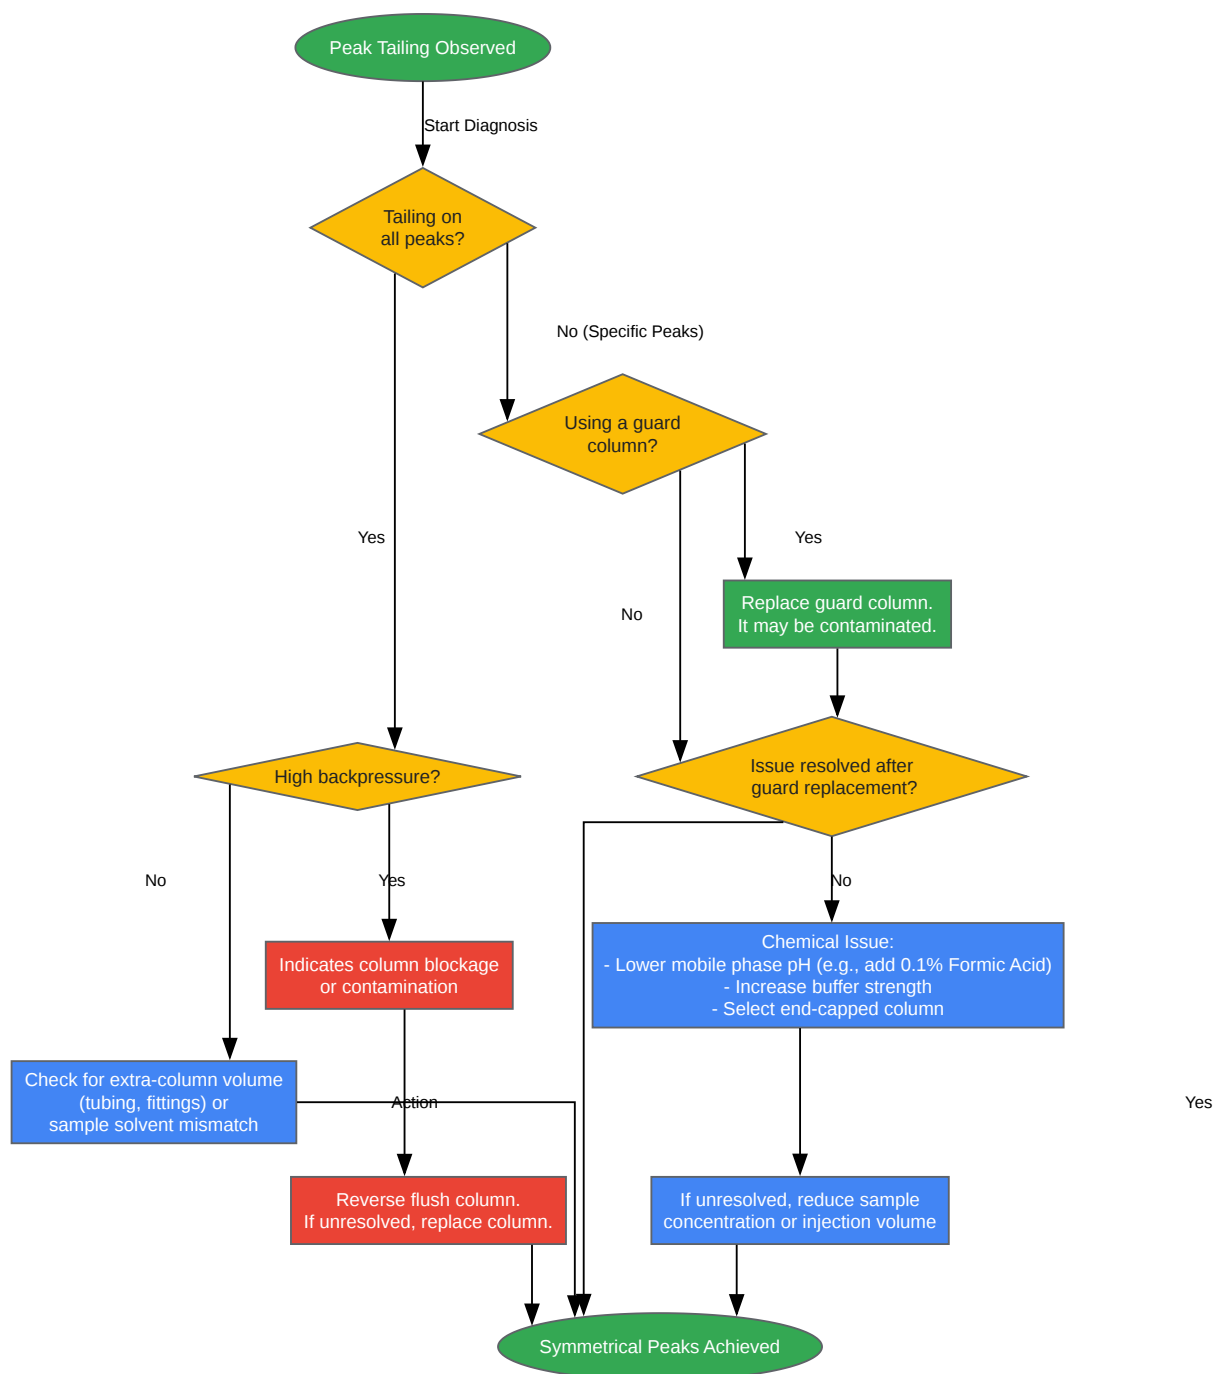 Peak Tailing Observed
Start Diagnosis
Tailing on
all peaks?
No (Specific Peaks)
Using a guard
column?
Yes
Yes
No
Replace guard column.
It may be contaminated.
High backpressure?
Issue resolved after
guard replacement?
No
Yes
No
Indicates column blockage
or contamination
Chemical Issue:
- Lower mobile phase pH (e.g., add 0.1% Formic Acid)
- Increase buffer strength
- Select end-capped column
Check for extra-column volume
(tubing, fittings) or
sample solvent mismatch
Action
Yes
Reverse flush column.
If unresolved, replace column.
If unresolved, reduce sample
concentration or injection volume
Symmetrical Peaks Achieved